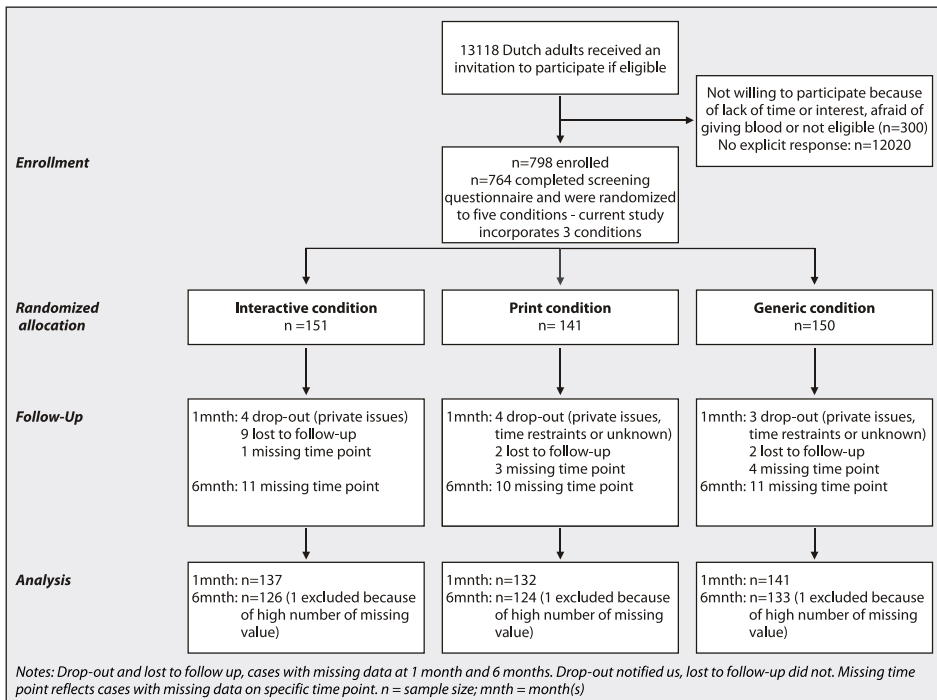 13118 Dutch adults received an
invitation to participate if eligible
Not willing to participate because
of lack of time or interest, afraid of
giving blood or not eligible (n=300)
No explicit response: n=12020
Enrollment
n=798 enrolled
n=764 completed screening
questionnaire and were randomized
to five conditions - current study
incorporates 3 conditions
Randomized
allocation
Interactive condition
n =151
Print condition
n= 141
Generic condition
n=150
Follow-Up
1mnth: 4 drop-out (private issues)
9 lost to follow-up
1 missing time point
6mnth: 11 missing time point
1mnth: 4 drop-out (private issues,
time restraints or unknown)
2 lost to follow-up
3 missing time point
6mnth: 10 missing time point
1mnth: 3 drop-out (private issues,
time restraints or unknown)
2 lost to follow-up
4 missing time point
6mnth: 11 missing time point
Analysis
1mnth: n=137
6mnth: n=126 (1 excluded because
of high number of missing
value)
1mnth: n=132
6mnth: n=124 (1 excluded because
of high number of missing
value)
1mnth: n=141
6mnth: n=133 (1 excluded because
of high number of missing
value)
Notes: Drop-out and lost to follow up, cases with missing data at 1 month and 6 months. Drop-out notified us, lost to follow-up did not. Missing time
point reflects cases with missing data on specific time point. n = sample size; mnth = month(s)